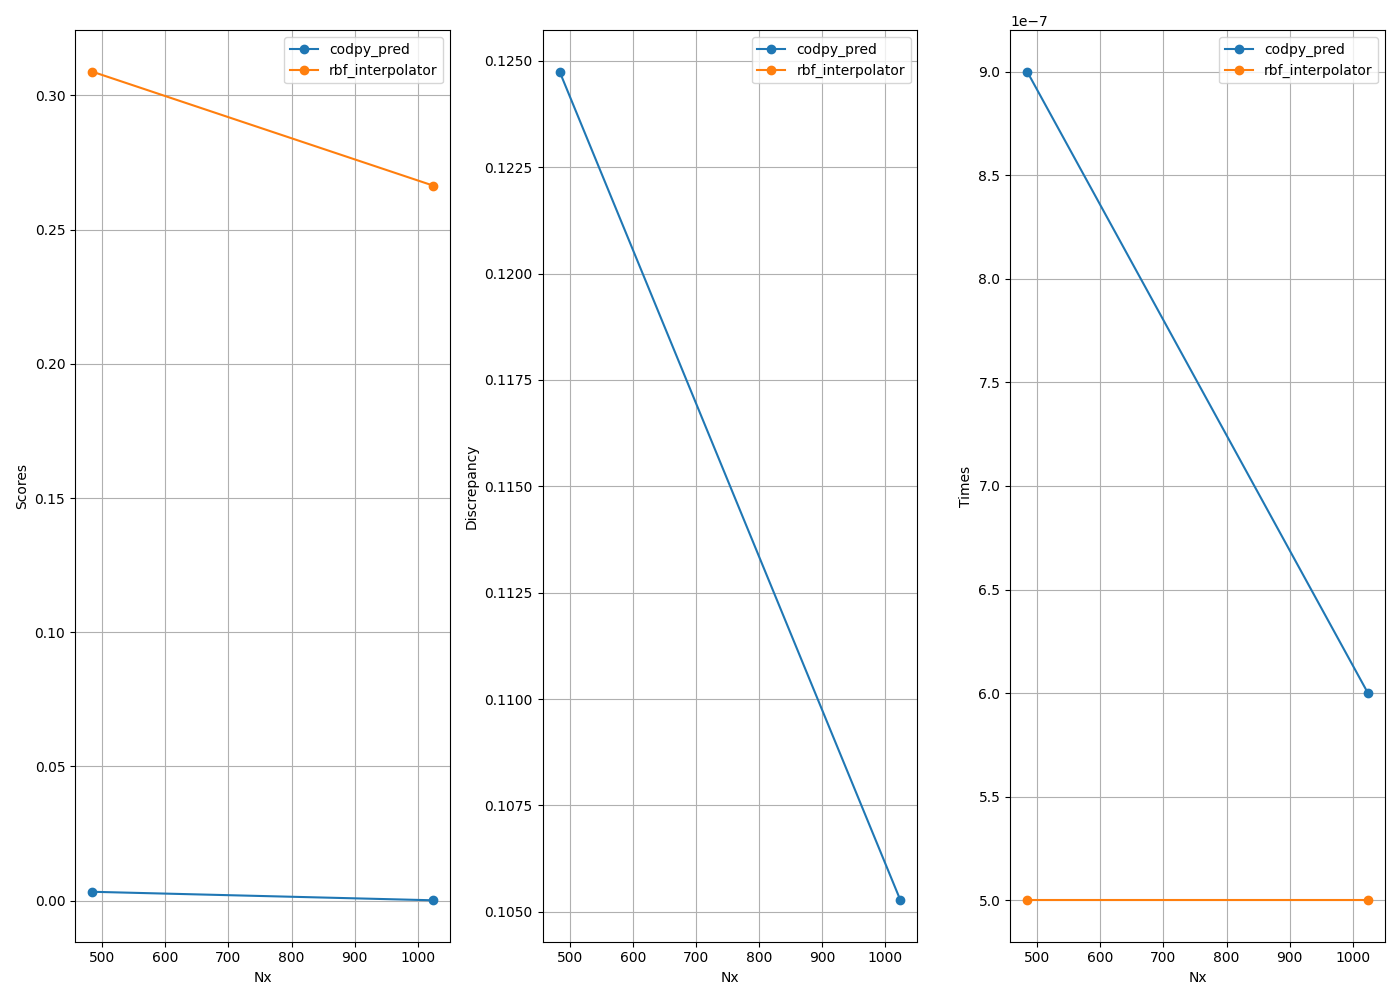 codpy_pred
rbf_interpolator
0.30
0.25
0.20
0.15
0.10
0.05
0.00
Scores
500 600 700 800 900 1000
Nx
codpy_pred
rbf_interpolator
0.1250
0.1225
0.1200
0.1175
0.1150
0.1125
0.1100
0.1075
0.1050
Discrepancy
500 600 700 800 900 1000
Nx
1e−7
codpy_pred
rbf_interpolator
9.0
8.5
8.0
7.5
7.0
6.5
6.0
5.5
5.0
Times
500 600 700 800 900 1000
Nx